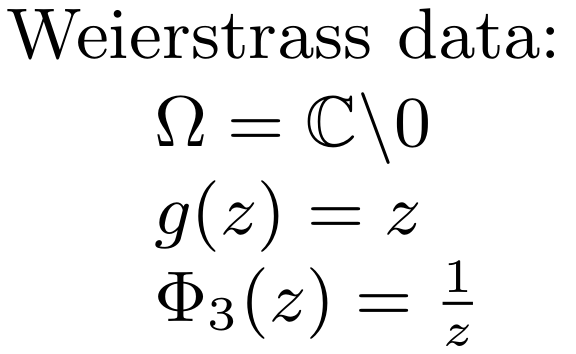 Weierstrass data:
Ω = ℂ\0
g(z) = z
Φ₃(z) = 1/z